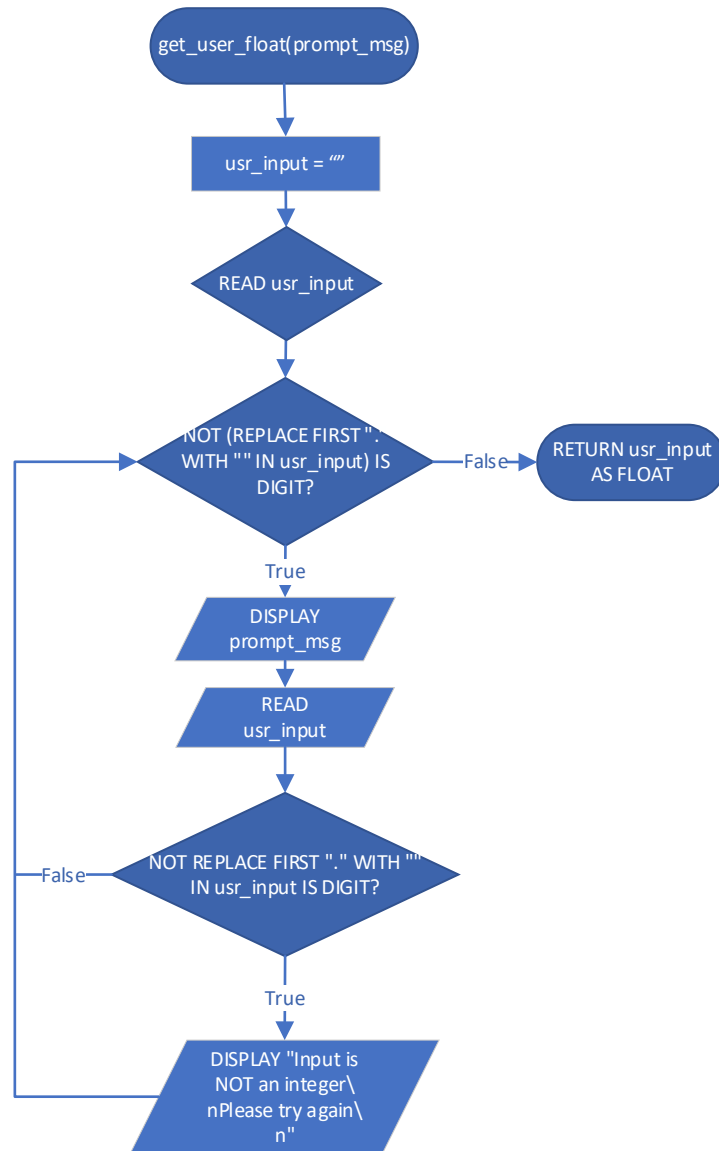 get_user_float(prompt_msg)
usr_input = “”
READ usr_input
NOT (REPLACE FIRST "."
WITH "" IN usr_input) IS
DIGIT?
False
RETURN usr_input
AS FLOAT
True
DISPLAY
prompt_msg
READ
usr_input
NOT REPLACE FIRST "." WITH ""
IN usr_input IS DIGIT?
False
True
DISPLAY "Input is
NOT an integer\
nPlease try again\
n"